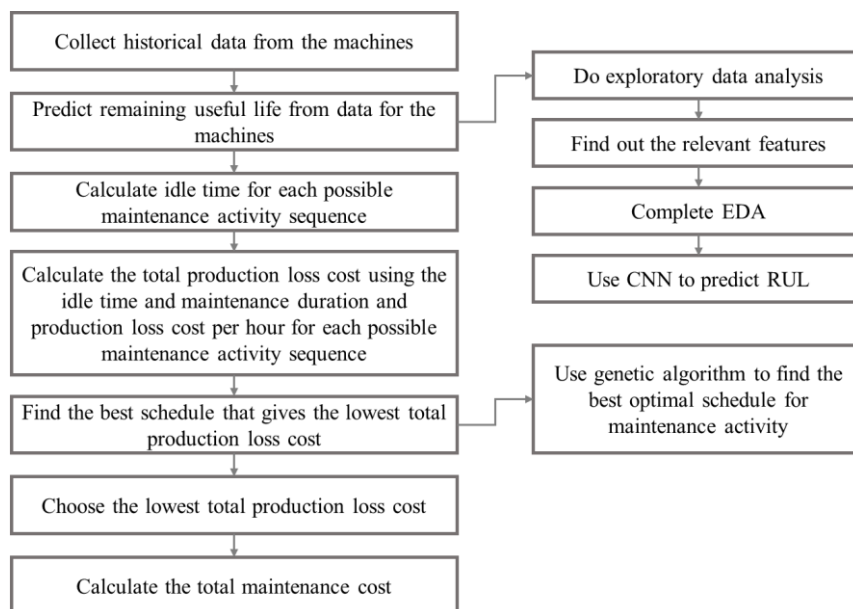 Collect historical data from the machines
Predict remaining useful life from data for the
machines
Calculate idle time for each possible
maintenance activity sequence
Calculate the total production loss cost using the
idle time and maintenance duration and
production loss cost per hour for each possible
maintenance activity sequence
Find the best schedule that gives the lowest total
production loss cost
Choose the lowest total production loss cost
Calculate the total maintenance cost
Do exploratory data analysis
Find out the relevant features
Complete EDA
Use CNN to predict RUL
Use genetic algorithm to find the
best optimal schedule for
maintenance activity